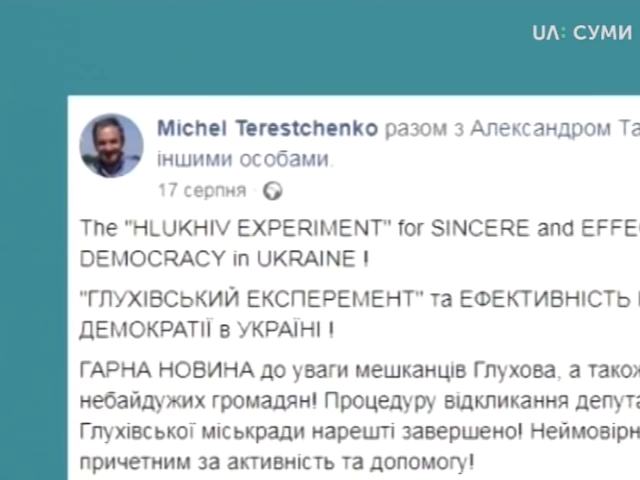 UA: СУМИ
Michel Terestchenko разом з Александром Та
іншими особами.
17 серпня ·
The "HLUKHIV EXPERIMENT" for SINCERE and EFFE
DEMOCRACY in UKRAINE !
"ГЛУХІВСЬКИЙ ЕКСПЕРЕМЕНТ" та ЕФЕКТИВНІСТЬ
ДЕМОКРАТІЇ в УКРАЇНІ !
ГАРНА НОВИНА до уваги мешканців Глухова, а також
небайдужих громадян! Процедуру відкликання депута
Глухівської міськради нарешті завершено! Неймовірн
причетним за активність та допомогу!